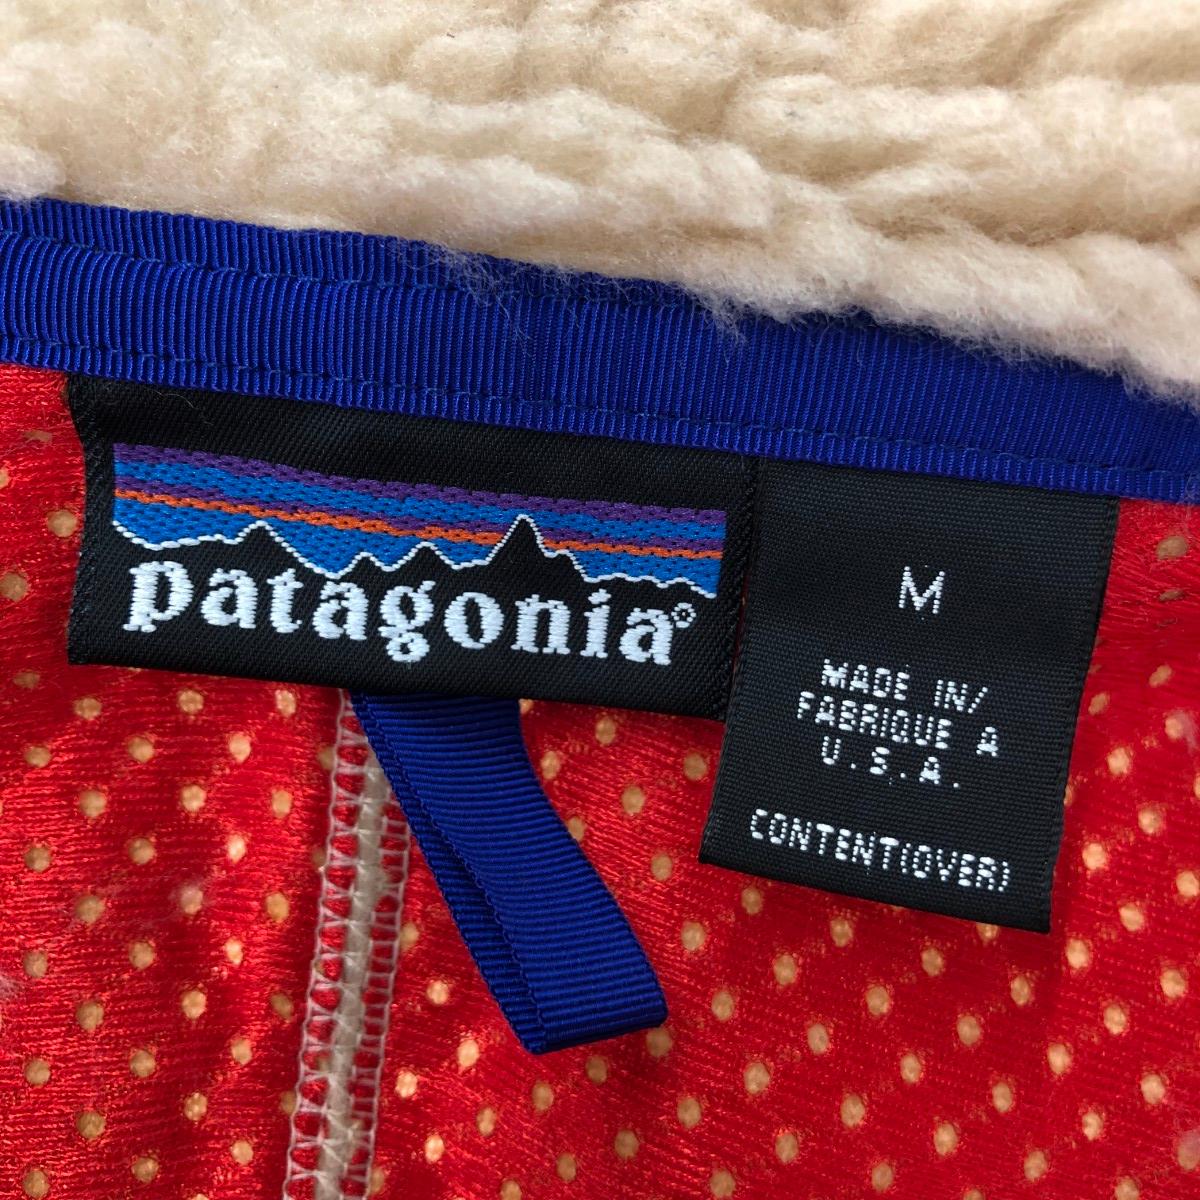 patagonia®
M
MADE IN/
FABRIQUE A
U.S.A.
CONTENT(OVER)